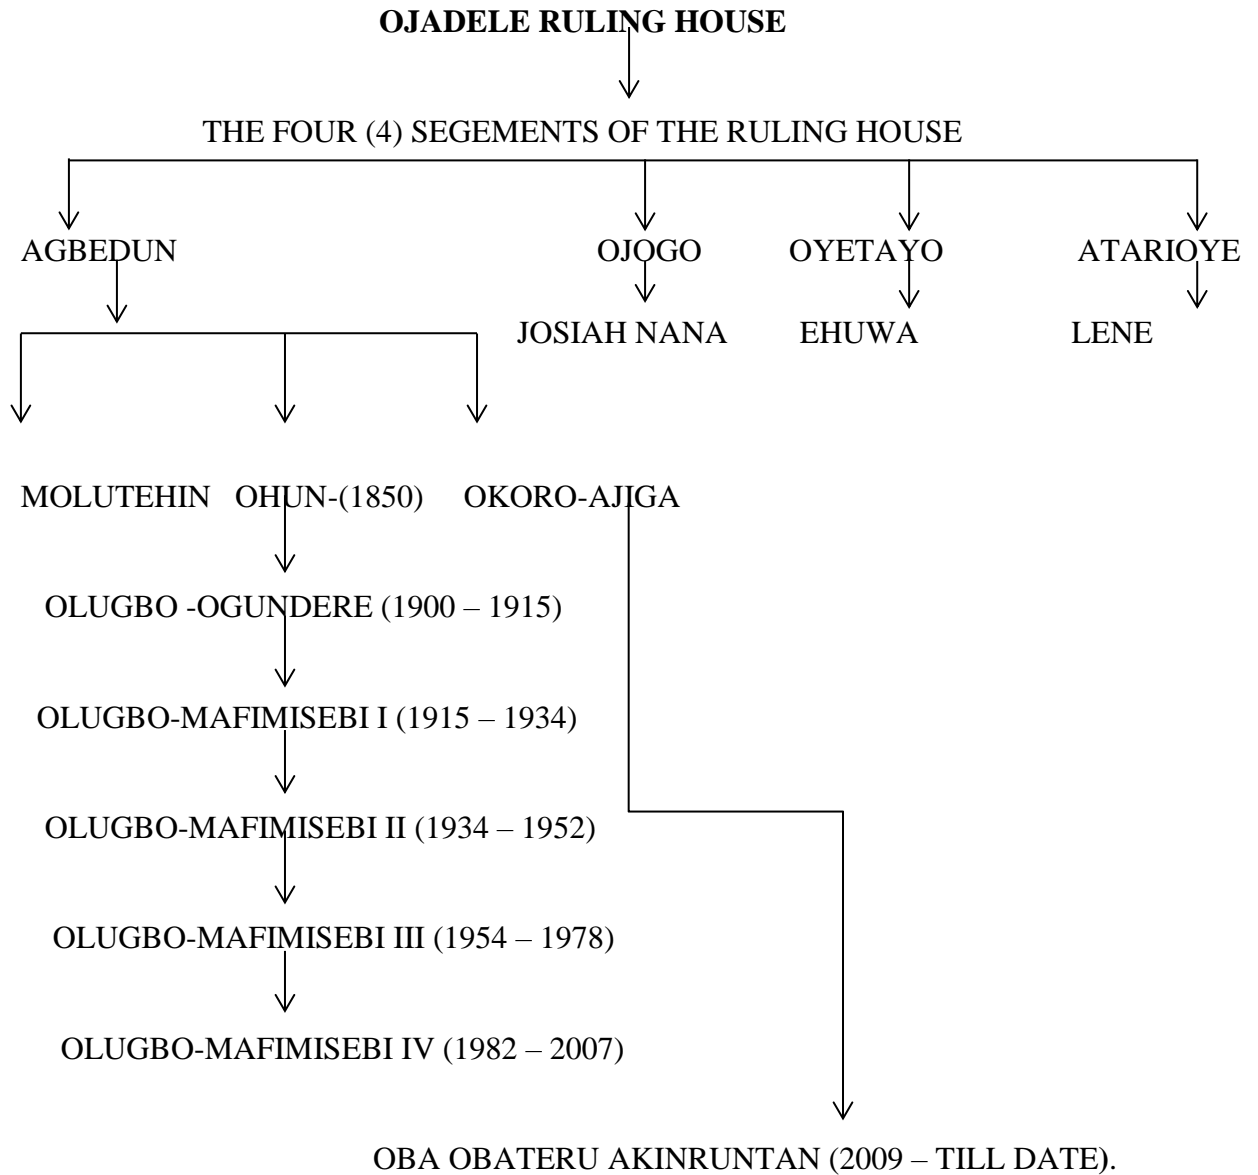 OJADELE RULING HOUSE
THE FOUR (4) SEGEMENTS OF THE RULING HOUSE
AGBEDUN OJOGO OYETAYO ATARIOYE
JOSIAH NANA EHUWA LENE
MOLUTEHIN OHUN-(1850) OKORO-AJIGA
OLUGBO -OGUNDERE (1900 – 1915)
OLUGBO-MAFIMISEBI I (1915 – 1934)
OLUGBO-MAFIMISEBI II (1934 – 1952)
OLUGBO-MAFIMISEBI III (1954 – 1978)
OLUGBO-MAFIMISEBI IV (1982 – 2007)
OBA OBATERU AKINRUNTAN (2009 – TILL DATE).